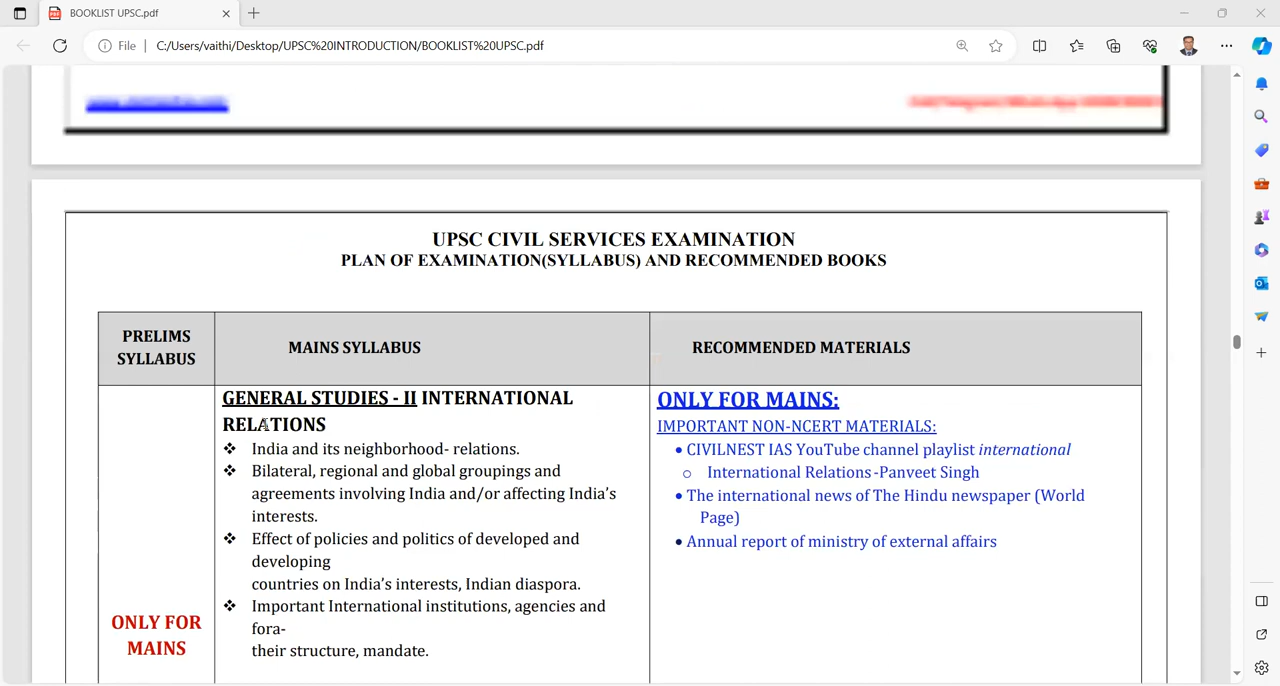 BOOKLIST UPSC.pdf
File
C:/Users/vaithi/Desktop/UPSC%20INTRODUCTION/BOOKLIST%20UPSC.pdf
UPSC CIVIL SERVICES EXAMINATION
PLAN OF EXAMINATION(SYLLABUS) AND RECOMMENDED BOOKS
PRELIMS
SYLLABUS
MAINS SYLLABUS
RECOMMENDED MATERIALS
ONLY FOR
MAINS
GENERAL STUDIES - II INTERNATIONAL
RELATIONS
❖ India and its neighborhood- relations.
❖ Bilateral, regional and global groupings and
agreements involving India and/or affecting India's
interests.
❖ Effect of policies and politics of developed and
developing
countries on India's interests, Indian diaspora.
❖ Important International institutions, agencies and
fora-
their structure, mandate.
ONLY FOR MAINS:
IMPORTANT NON-NCERT MATERIALS:
• CIVILNEST IAS YouTube channel playlist international
o International Relations -Panveet Singh
• The international news of The Hindu newspaper (World
Page)
• Annual report of ministry of external affairs